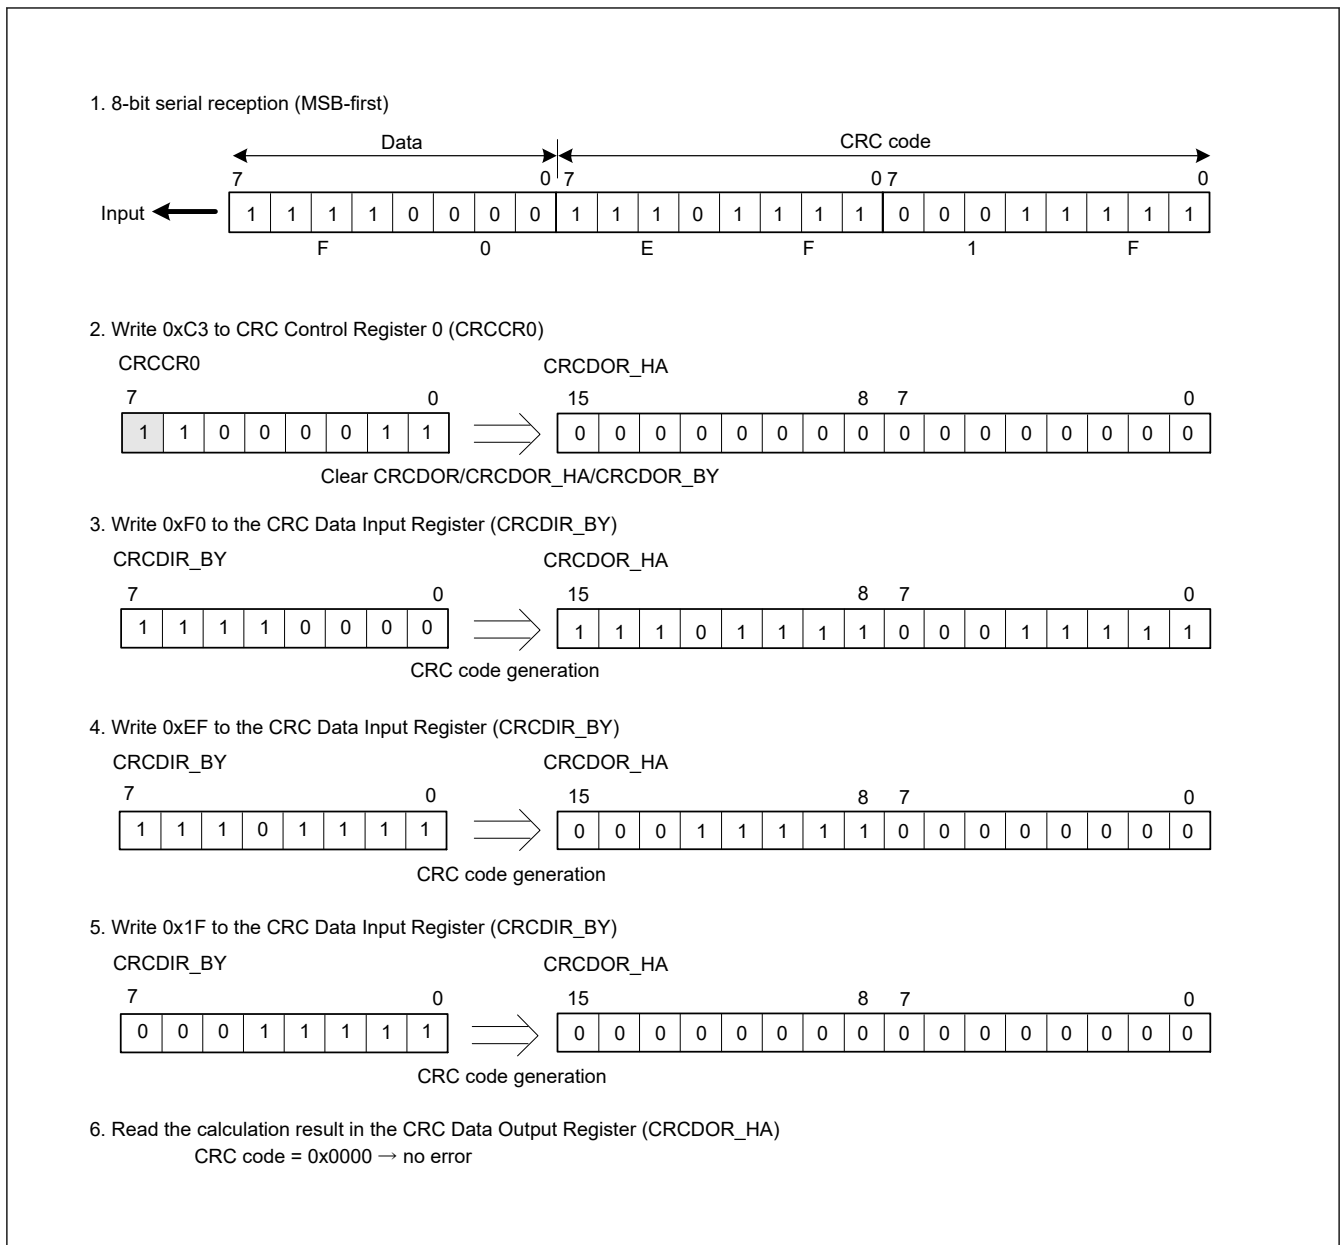 1. 8-bit serial reception (MSB-first)
Data CRC code
7 0 7 0 7 0
Input 1 1 1 1 0 0 0 0 1 1 1 0 1 1 1 1 0 0 0 1 1 1 1 1
F 0 E F 1 F
2. Write 0xC3 to CRC Control Register 0 (CRCCR0)
CRCCR0 CRCDOR_HA
7 0 15 8 7 0
1 1 0 0 0 0 1 1 0 0 0 0 0 0 0 0 0 0 0 0 0 0 0 0
Clear CRCDOR/CRCDOR_HA/CRCDOR_BY
3. Write 0xF0 to the CRC Data Input Register (CRCDIR_BY)
CRCDIR_BY CRCDOR_HA
7 0 15 8 7 0
1 1 1 1 0 0 0 0 1 1 1 0 1 1 1 1 0 0 0 1 1 1 1 1
CRC code generation
4. Write 0xEF to the CRC Data Input Register (CRCDIR_BY)
CRCDIR_BY CRCDOR_HA
7 0 15 8 7 0
1 1 1 0 1 1 1 1 0 0 0 1 1 1 1 1 0 0 0 0 0 0 0 0
CRC code generation
5. Write 0x1F to the CRC Data Input Register (CRCDIR_BY)
CRCDIR_BY CRCDOR_HA
7 0 15 8 7 0
0 0 0 1 1 1 1 1 0 0 0 0 0 0 0 0 0 0 0 0 0 0 0 0
CRC code generation
6. Read the calculation result in the CRC Data Output Register (CRCDOR_HA)
CRC code = 0x0000 → no error